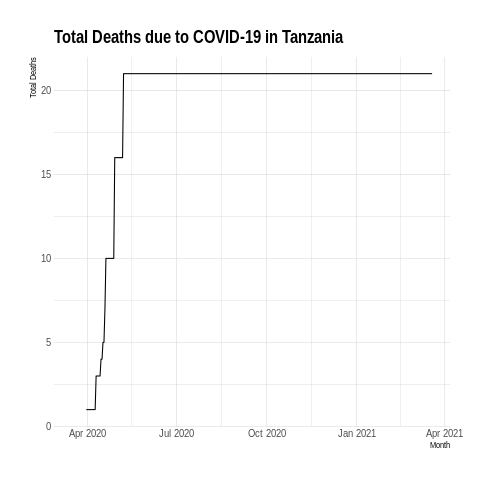 Total Deaths due to COVID-19 in Tanzania
Total Deaths
20
15
10
5
0
Apr 2020 Jul 2020 Oct 2020 Jan 2021 Apr 2021
Month